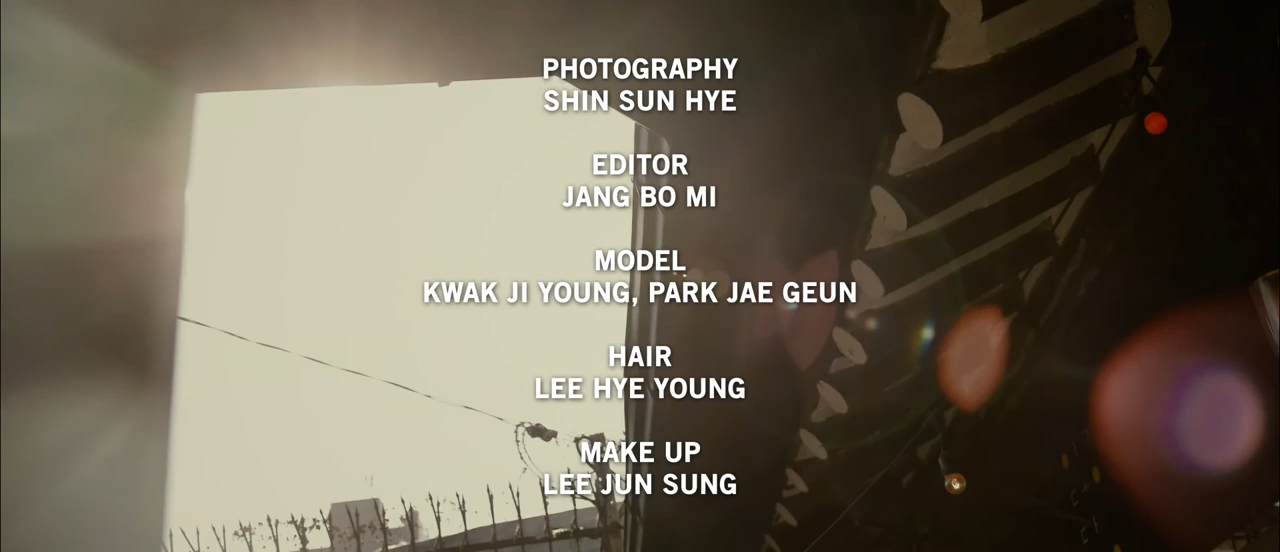 PHOTOGRAPHY
SHIN SUN HYE
EDITOR
JANG BO MI
MODEL
KWAK JI YOUNG, PARK JAE GEUN
HAIR
LEE HYE YOUNG
MAKE UP
LEE JUN SUNG